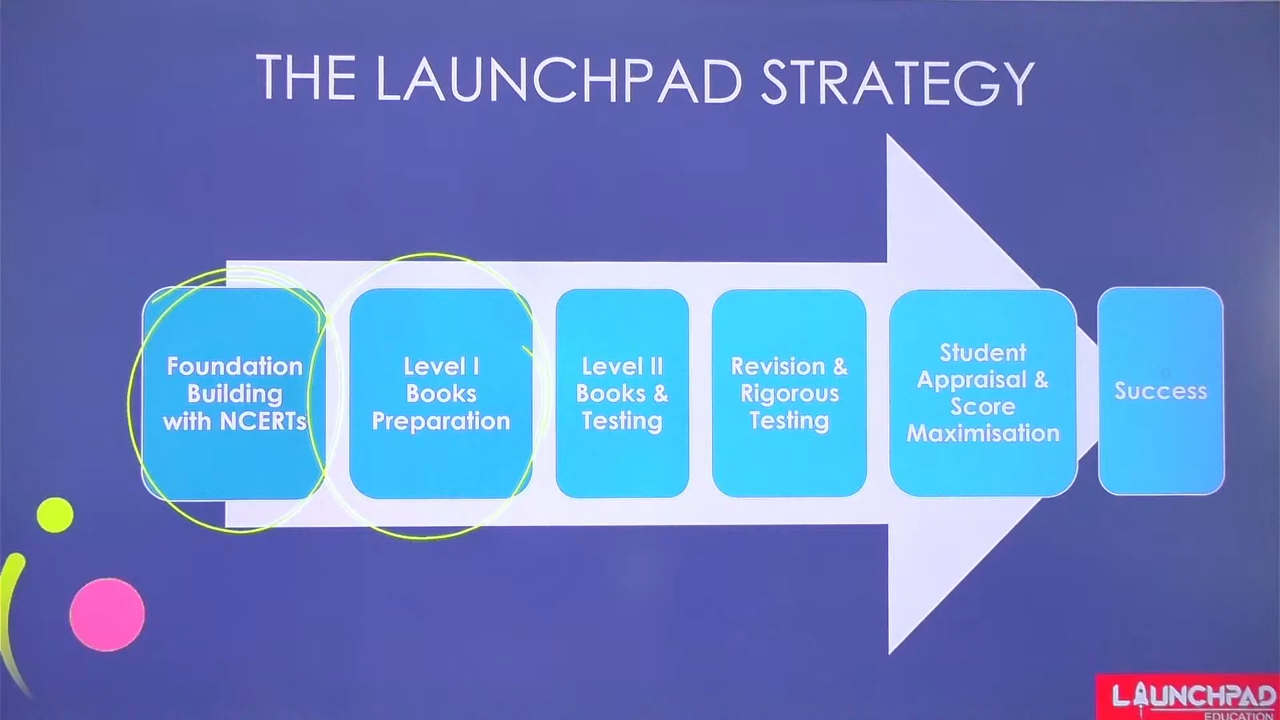 THE LAUNCHPAD STRATEGY
Foundation
Building
with NCERTs
Level I
Books
Preparation
Level II
Books &
Testing
Revision &
Rigorous
Testing
Student
Appraisal &
Score
Maximisation
Success
LAUNCHPAD
EDUCATION